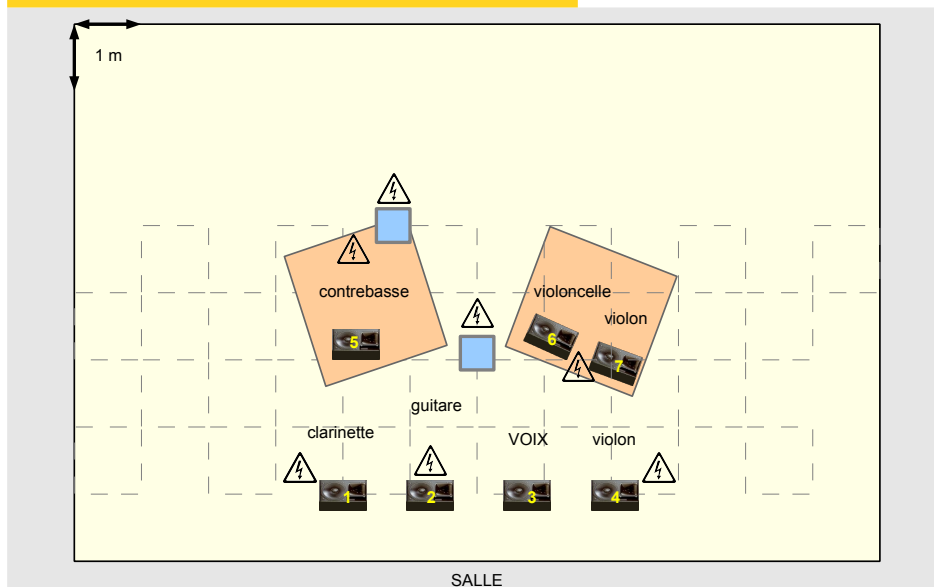 1 m
contrebasse
violoncelle
violon
5
6
7
guitare
clarinette
VOIX
violon
1
2
3
4
SALLE